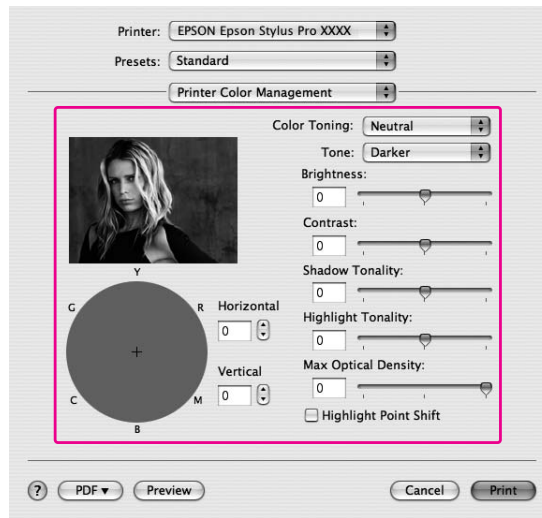 Printer: EPSON Epson Stylus Pro XXXX
Presets: Standard
Printer Color Management
Color Toning: Neutral
Tone: Darker
Brightness:
0
Contrast:
0
Shadow Tonality:
0
Highlight Tonality:
0
Max Optical Density:
0
Highlight Point Shift
Y
G
R
C
M
B
Horizontal
0
Vertical
0
? PDF Preview Cancel Print